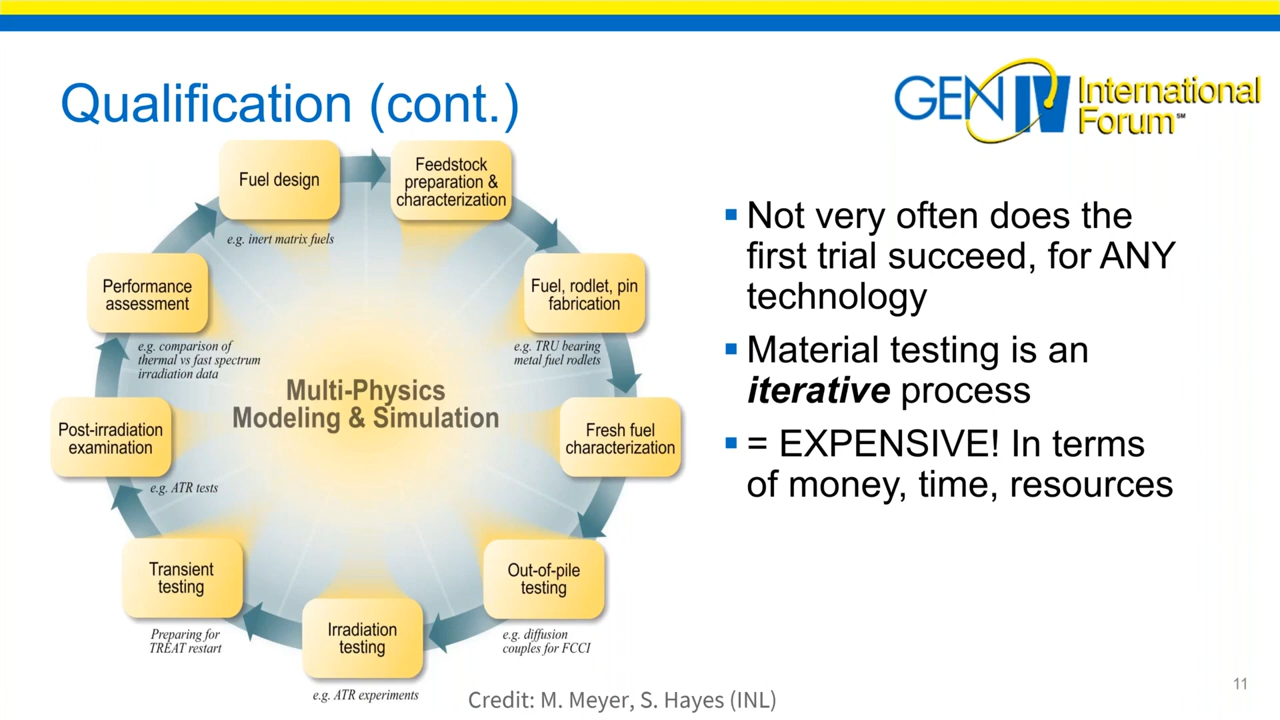 Qualification (cont.)
GEN IV International
Forum℠
Fuel design
e.g. inert matrix fuels
Feedstock
preparation &
characterization
Fuel, rodlet, pin
fabrication
e.g. TRU bearing
metal fuel rodlets
Fresh fuel
characterization
Out-of-pile
testing
e.g. diffusion
couples for FCCI
Irradiation
testing
e.g. ATR experiments
Transient
testing
Preparing for
TREAT restart
Post-irradiation
examination
e.g. ATR tests
Performance
assessment
e.g. comparison of
thermal vs fast spectrum
irradiation data
Multi-Physics
Modeling & Simulation
▪ Not very often does the
first trial succeed, for ANY
technology
▪ Material testing is an
iterative process
▪ = EXPENSIVE! In terms
of money, time, resources
Credit: M. Meyer, S. Hayes (INL)
11